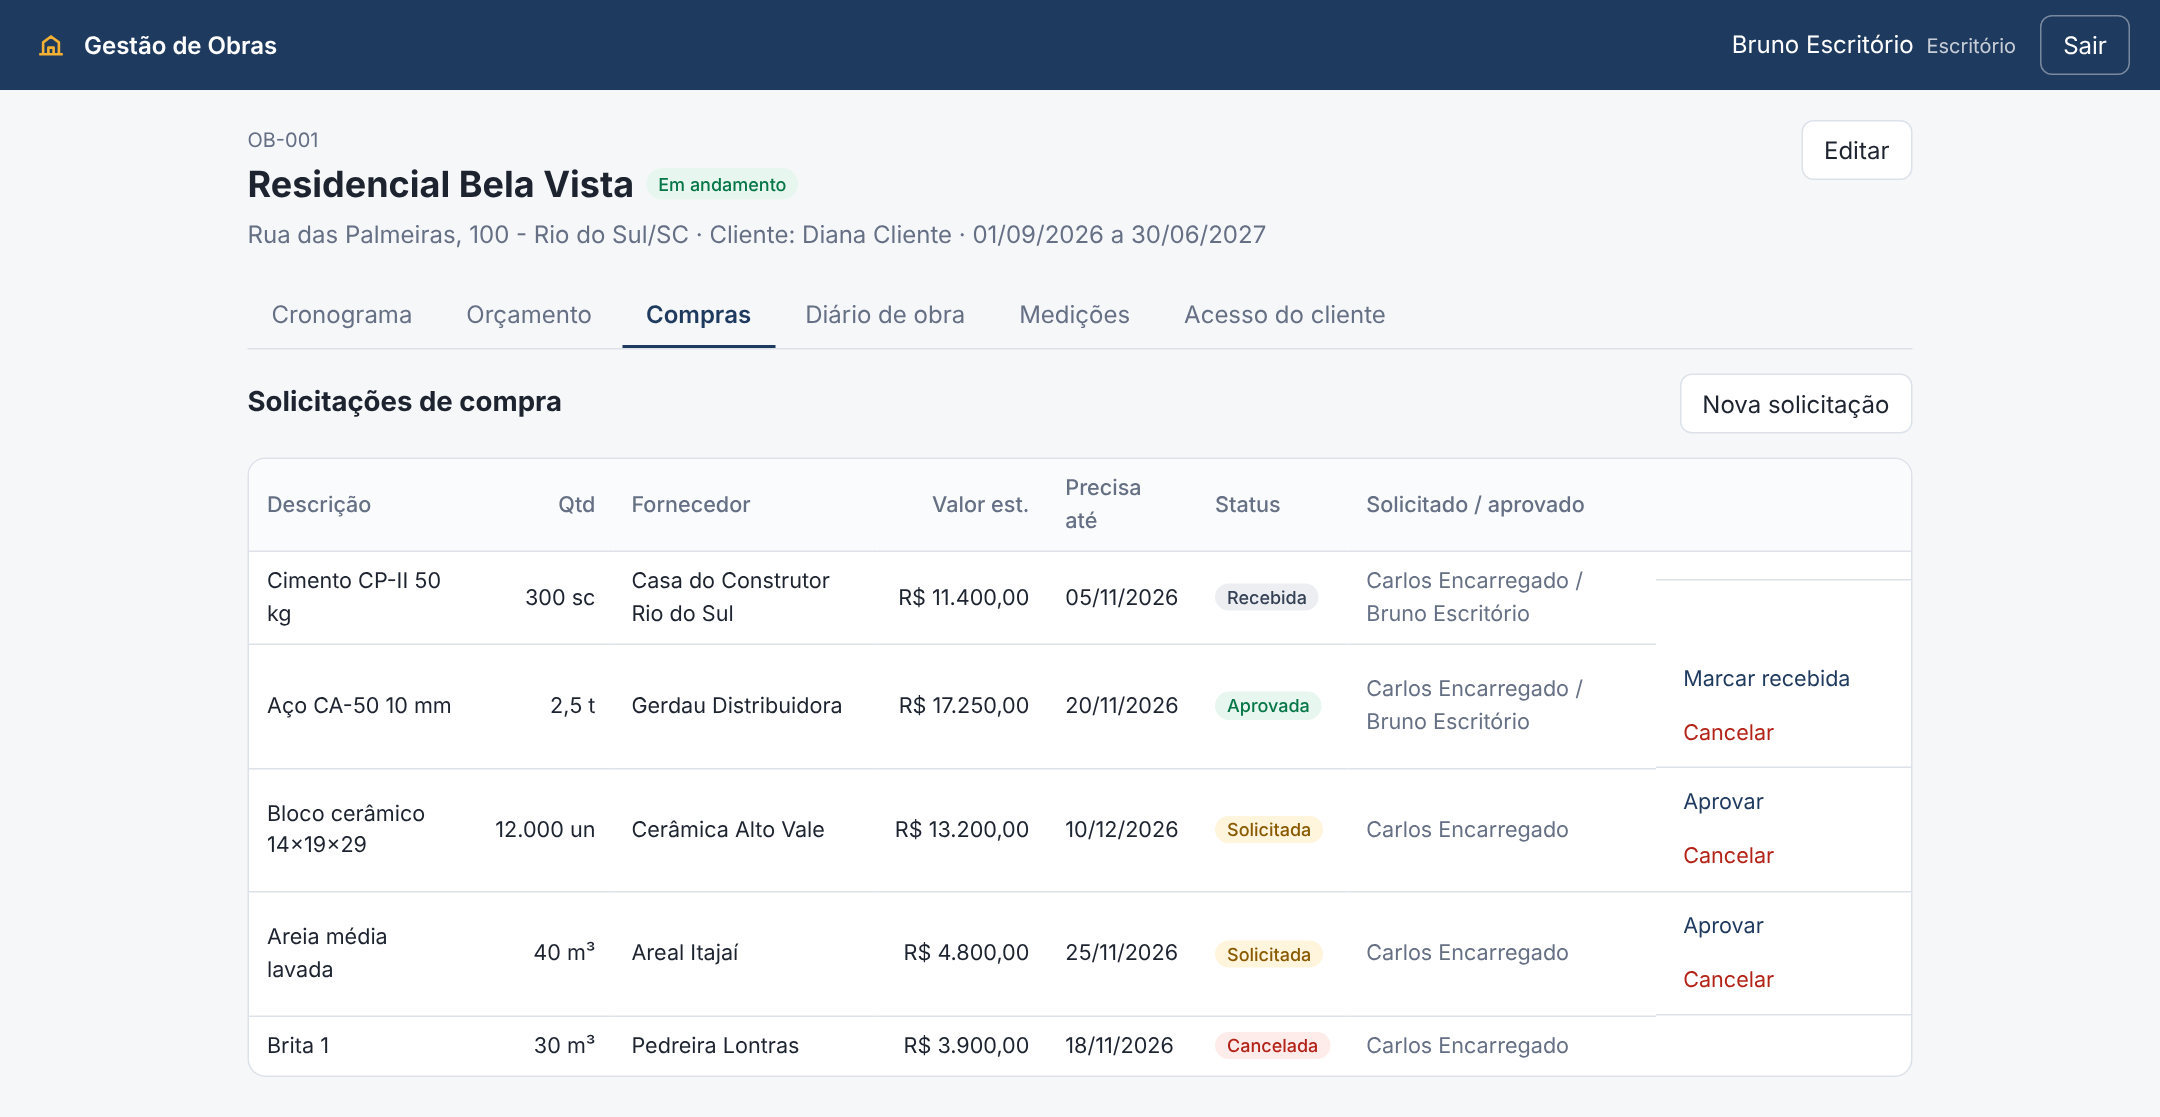 Gestão de Obras
Bruno Escritório Escritório Sair
OB-001
Editar
Residencial Bela Vista Em andamento
Rua das Palmeiras, 100 - Rio do Sul/SC · Cliente: Diana Cliente · 01/09/2026 a 30/06/2027
Cronograma Orçamento Compras Diário de obra Medições Acesso do cliente
Solicitações de compra
Nova solicitação
Descrição Qtd Fornecedor Valor est. Precisa até Status Solicitado / aprovado
Cimento CP-II 50 kg 300 sc Casa do Construtor Rio do Sul R$ 11.400,00 05/11/2026 Recebida Carlos Encarregado / Bruno Escritório
Aço CA-50 10 mm 2,5 t Gerdau Distribuidora R$ 17.250,00 20/11/2026 Aprovada Carlos Encarregado / Bruno Escritório Marcar recebida Cancelar
Bloco cerâmico 14×19×29 12.000 un Cerâmica Alto Vale R$ 13.200,00 10/12/2026 Solicitada Carlos Encarregado Aprovar Cancelar
Areia média lavada 40 m³ Areal Itajaí R$ 4.800,00 25/11/2026 Solicitada Carlos Encarregado Aprovar Cancelar
Brita 1 30 m³ Pedreira Lontras R$ 3.900,00 18/11/2026 Cancelada Carlos Encarregado